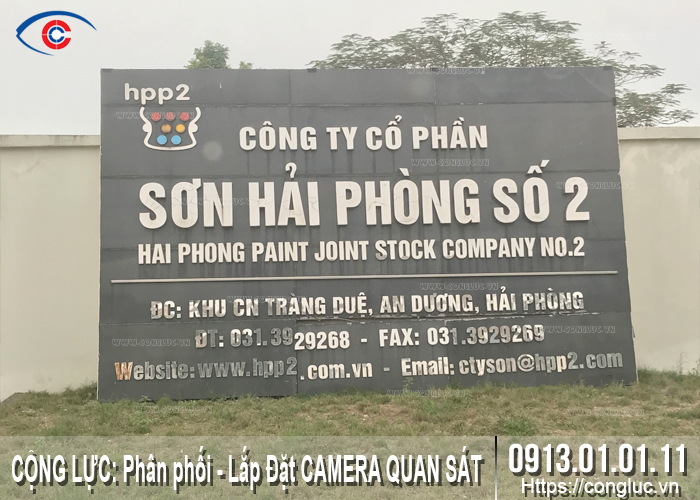 hpp2
CÔNG TY CỔ PHẦN
SƠN HẢI PHÒNG SỐ 2
HAI PHONG PAINT JOINT STOCK COMPANY NO.2
ĐC: KHU CN TRÀNG DUỆ, AN DƯƠNG, HẢI PHÒNG
ĐT: 031.3929268 - FAX: 031.3929269
Website: www.hpp2.com.vn - Email: ctyson@hpp2.com
CỘNG LỰC: Phân phối - Lắp Đặt CAMERA QUAN SÁT
0913.01.01.11
Https://congluc.vn